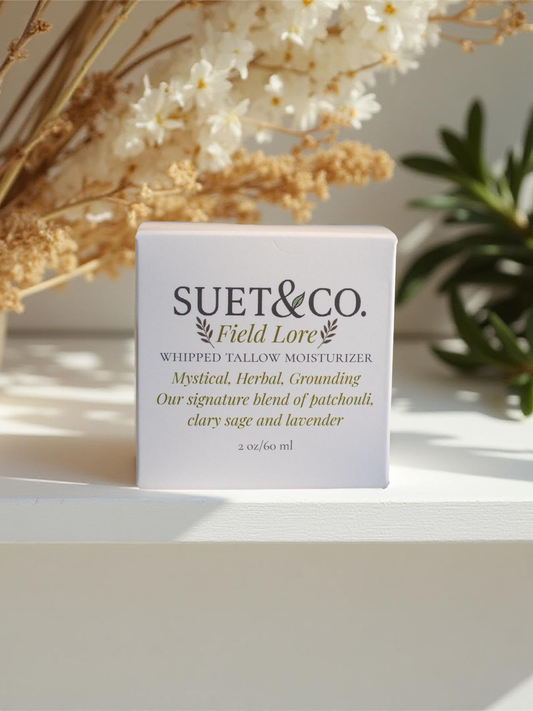 SUET&CO.
Field Lore
WHIPPED TALLOW MOISTURIZER
Mystical, Herbal, Grounding
Our signature blend of patchouli,
clary sage and lavender
2 oz/60 ml